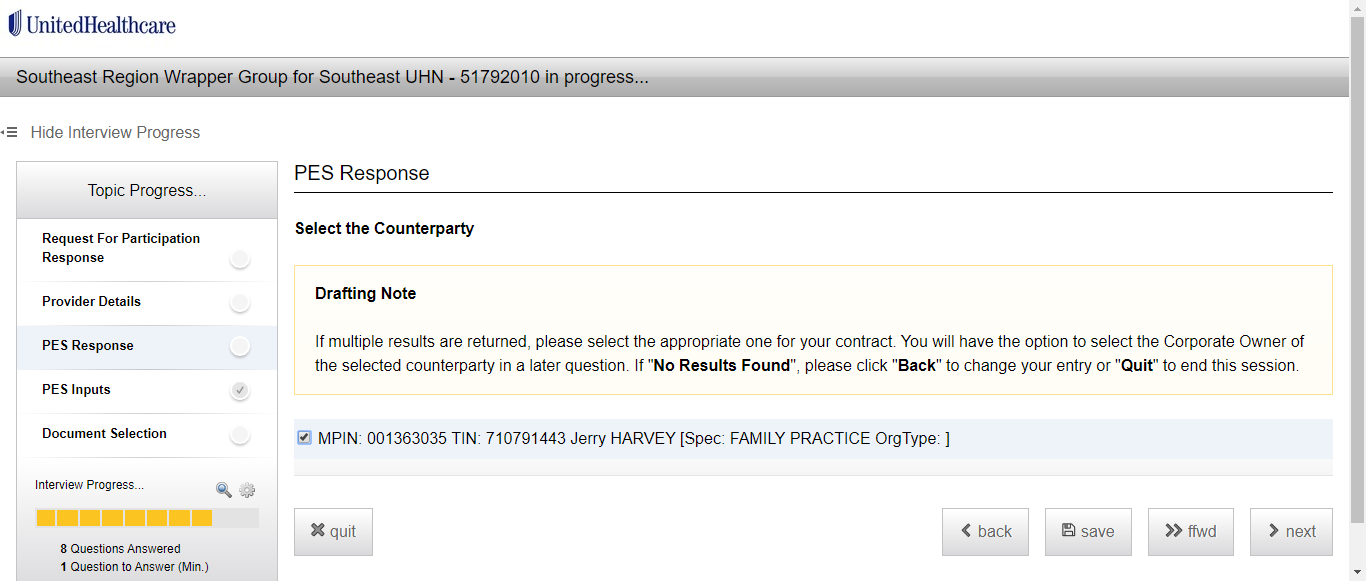 UnitedHealthcare
Southeast Region Wrapper Group for Southeast UHN - 51792010 in progress...
Hide Interview Progress
Topic Progress...
Request For Participation
Response
Provider Details
PES Response
PES Inputs
Document Selection
Interview Progress...
8 Questions Answered
1 Question to Answer (Min.)
PES Response
Select the Counterparty
Drafting Note
If multiple results are returned, please select the appropriate one for your contract. You will have the option to select the Corporate Owner of
the selected counterparty in a later question. If "No Results Found", please click "Back" to change your entry or "Quit" to end this session.
MPIN: 001363035 TIN: 710791443 Jerry HARVEY [Spec: FAMILY PRACTICE OrgType: ]
quit
back
save
ffwd
next